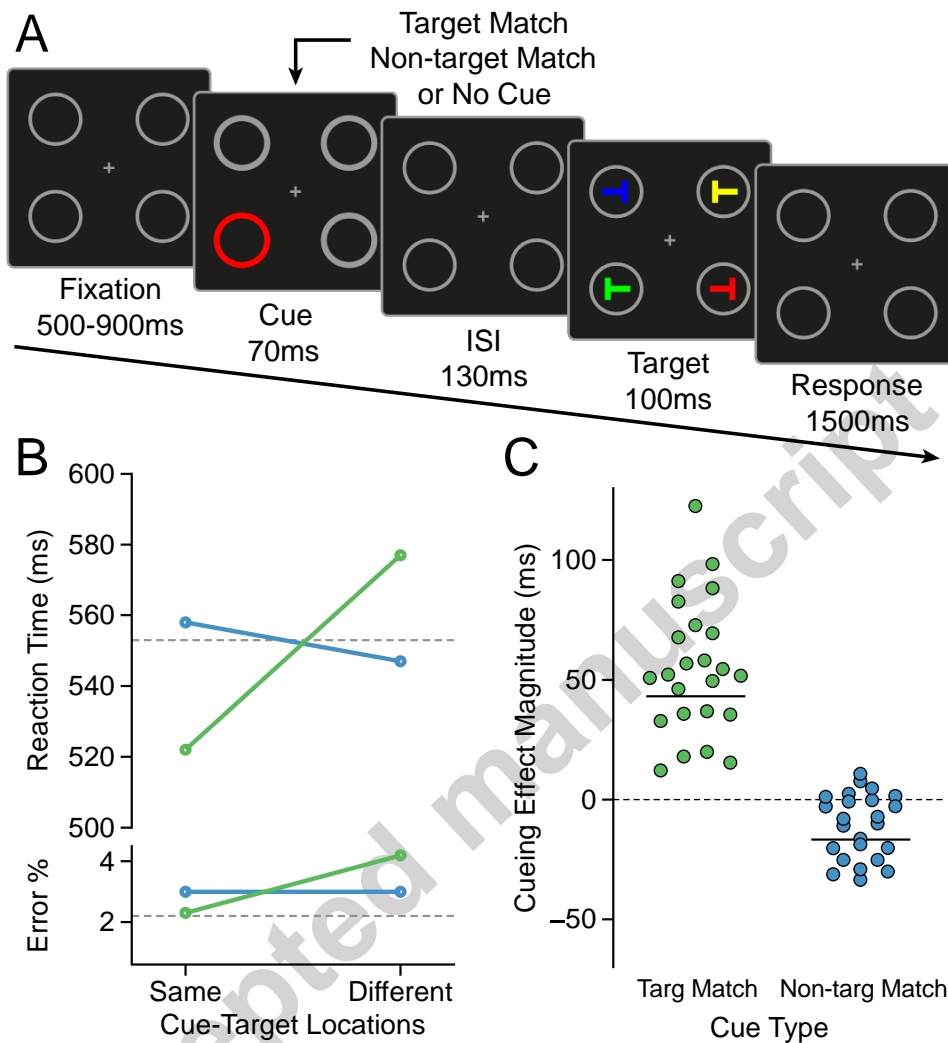 A
Target Match
Non-target Match
or No Cue
Fixation
500-900ms
Cue
70ms
ISI
130ms
Target
100ms
Response
1500ms
B
Reaction Time (ms)
600
580
560
540
520
500
Error %
4
2
Same
Different
Cue-Target Locations
C
Cueing Effect Magnitude (ms)
100
50
0
−50
Targ Match
Non-targ Match
Cue Type
epted manuscript